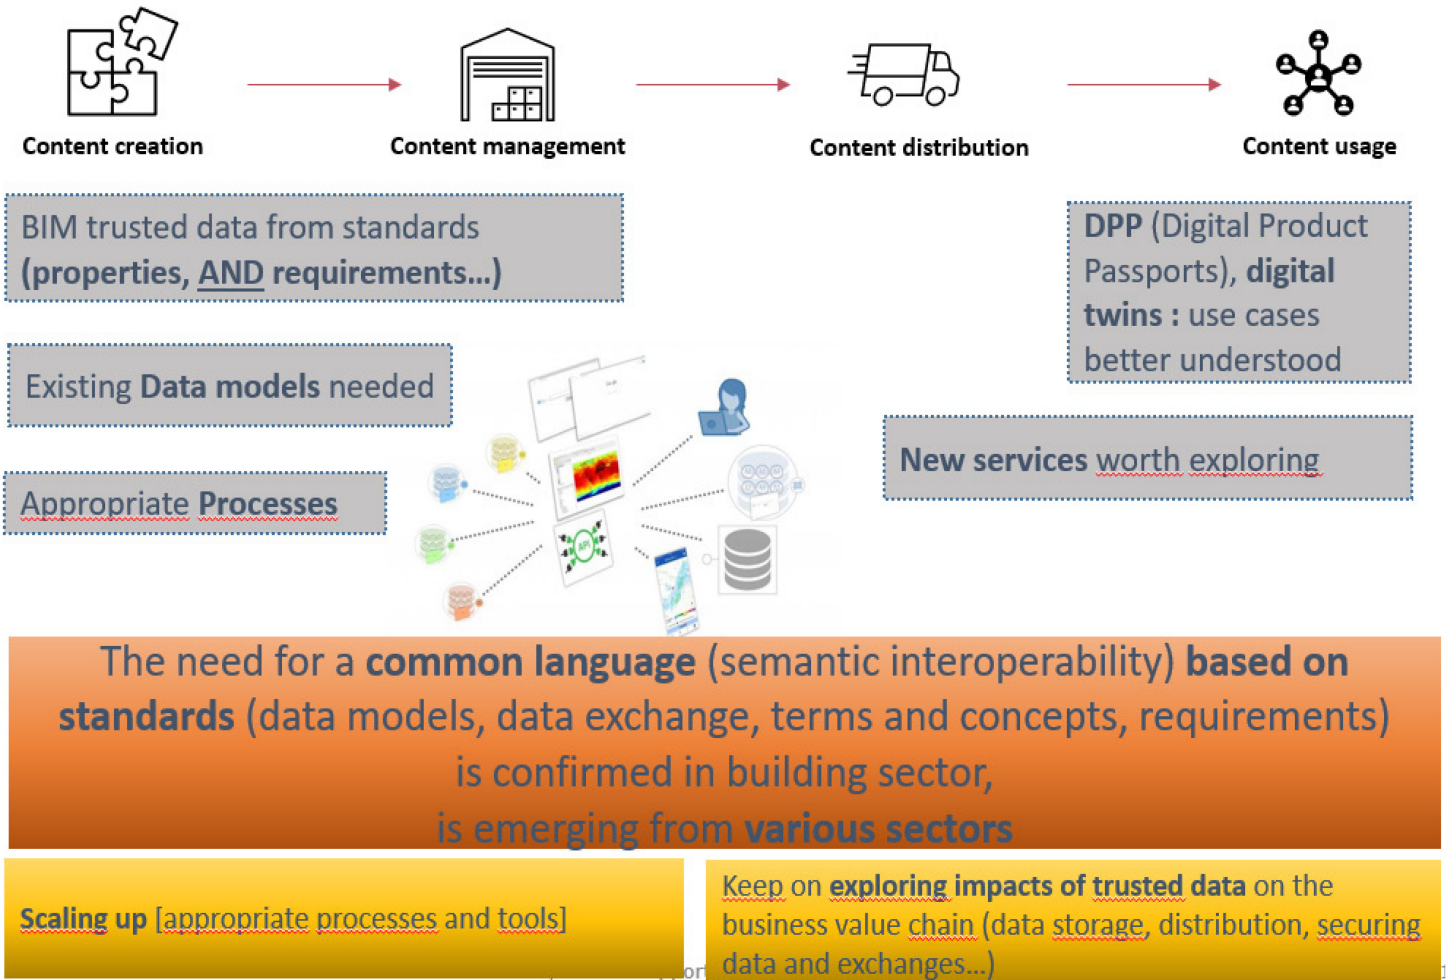 Content creation
Content management
Content distribution
Content usage
BIM trusted data from standards
(properties, AND requirements...)
DPP (Digital Product
Passports), digital
twins : use cases
better understood
Existing Data models needed
New services worth exploring
Appropriate Processes
API
The need for a common language (semantic interoperability) based on
standards (data models, data exchange, terms and concepts, requirements)
is confirmed in building sector,
is emerging from various sectors
Scaling up [appropriate processes and tools]
Keep on exploring impacts of trusted data on the
business value chain (data storage, distribution, securing
data and exchanges...)